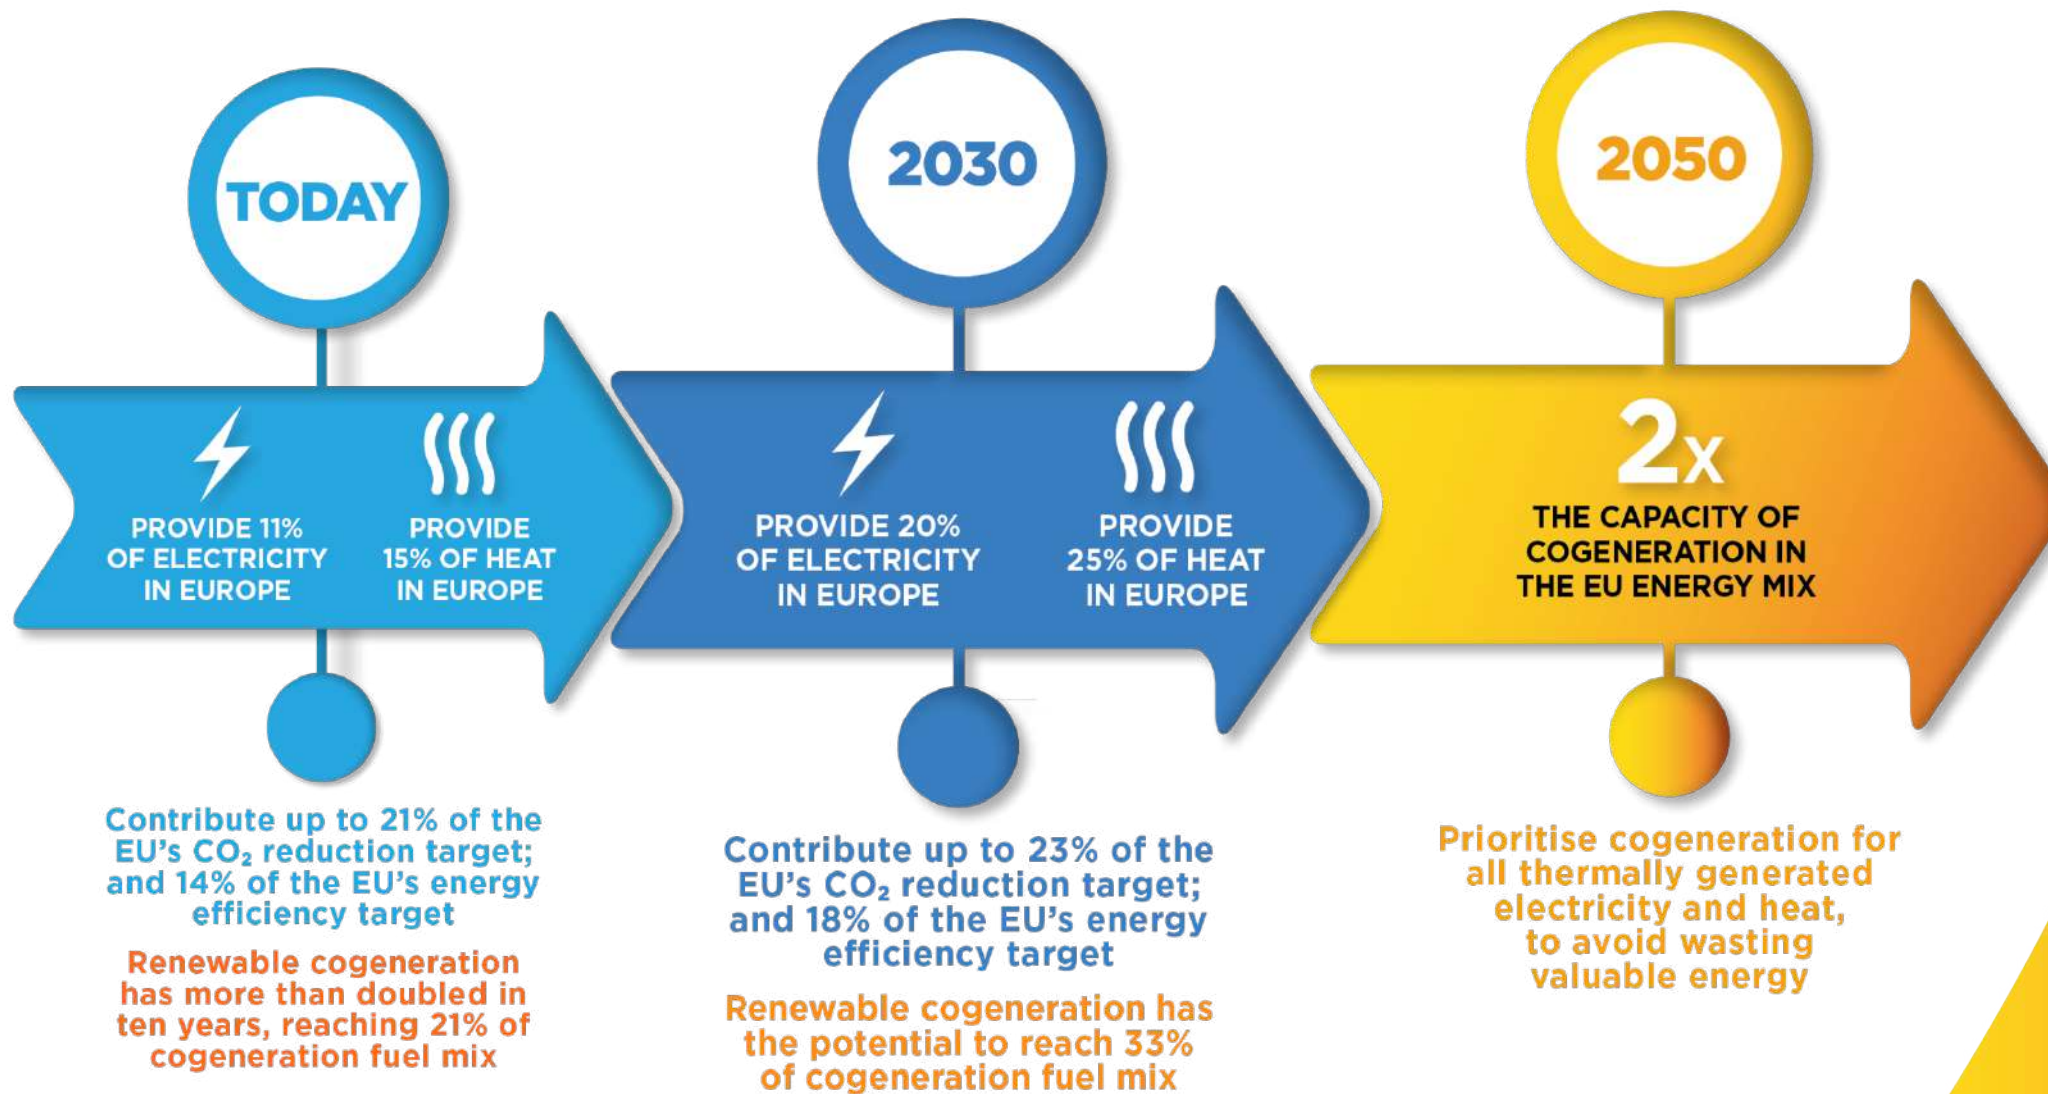 TODAY
PROVIDE 11%
OF ELECTRICITY
IN EUROPE
PROVIDE
15% OF HEAT
IN EUROPE
Contribute up to 21% of the
EU's CO₂ reduction target;
and 14% of the EU's energy
efficiency target
Renewable cogeneration
has more than doubled in
ten years, reaching 21% of
cogeneration fuel mix
2030
PROVIDE 20%
OF ELECTRICITY
IN EUROPE
PROVIDE
25% OF HEAT
IN EUROPE
Contribute up to 23% of the
EU's CO₂ reduction target;
and 18% of the EU's energy
efficiency target
Renewable cogeneration has
the potential to reach 33%
of cogeneration fuel mix
2050
2x
THE CAPACITY OF
COGENERATION IN
THE EU ENERGY MIX
Prioritise cogeneration for
all thermally generated
electricity and heat,
to avoid wasting
valuable energy